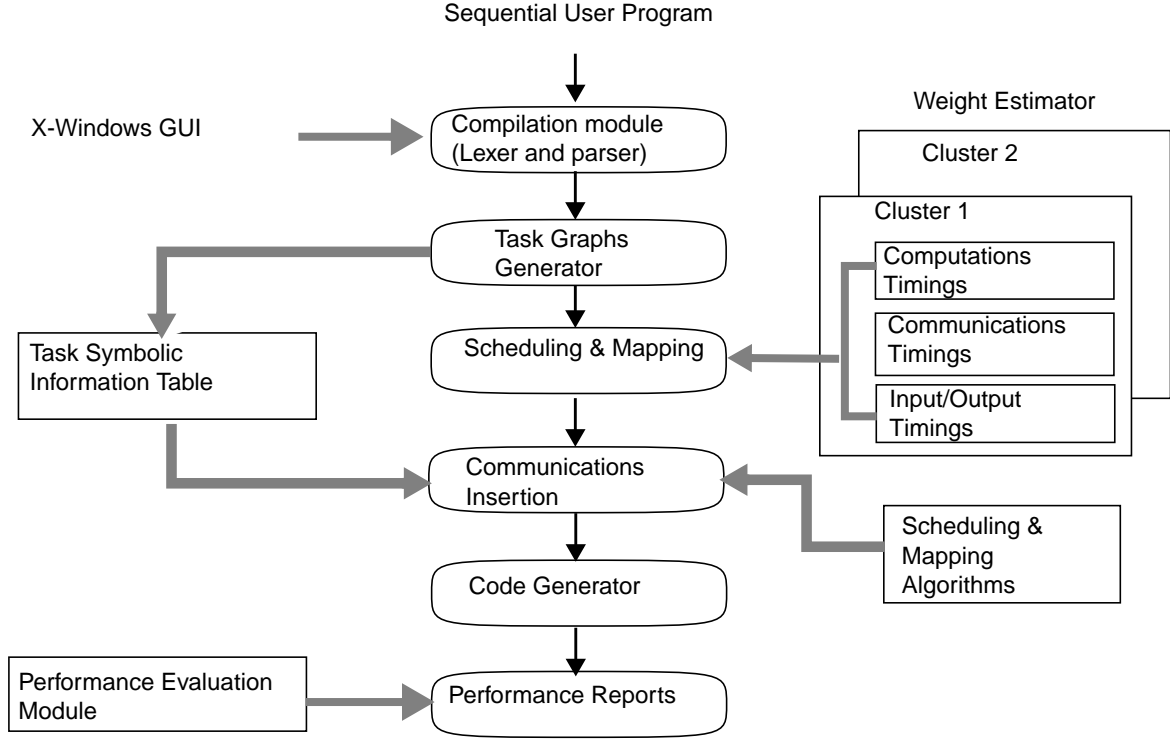 Sequential User Program
Weight Estimator
X-Windows GUI
Compilation module
(Lexer and parser)
Cluster 2
Cluster 1
Task Graphs
Generator
Computations
Timings
Communications
Timings
Input/Output
Timings
Task Symbolic
Information Table
Scheduling & Mapping
Communications
Insertion
Scheduling &
Mapping
Algorithms
Code Generator
Performance Evaluation
Module
Performance Reports